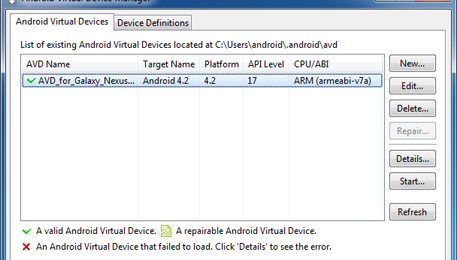 Android Virtual Device Manager
Android Virtual Devices Device Definitions
List of existing Android Virtual Devices located at C:\Users\android\.android\avd
AVD Name Target Name Platform API Level CPU/ABI
AVD_for_Galaxy_Nexus... Android 4.2 4.2 17 ARM (armeabi-v7a)
New...
Edit...
Delete...
Repair...
Details...
Start...
Refresh
A valid Android Virtual Device. A repairable Android Virtual Device.
An Android Virtual Device that failed to load. Click 'Details' to see the error.